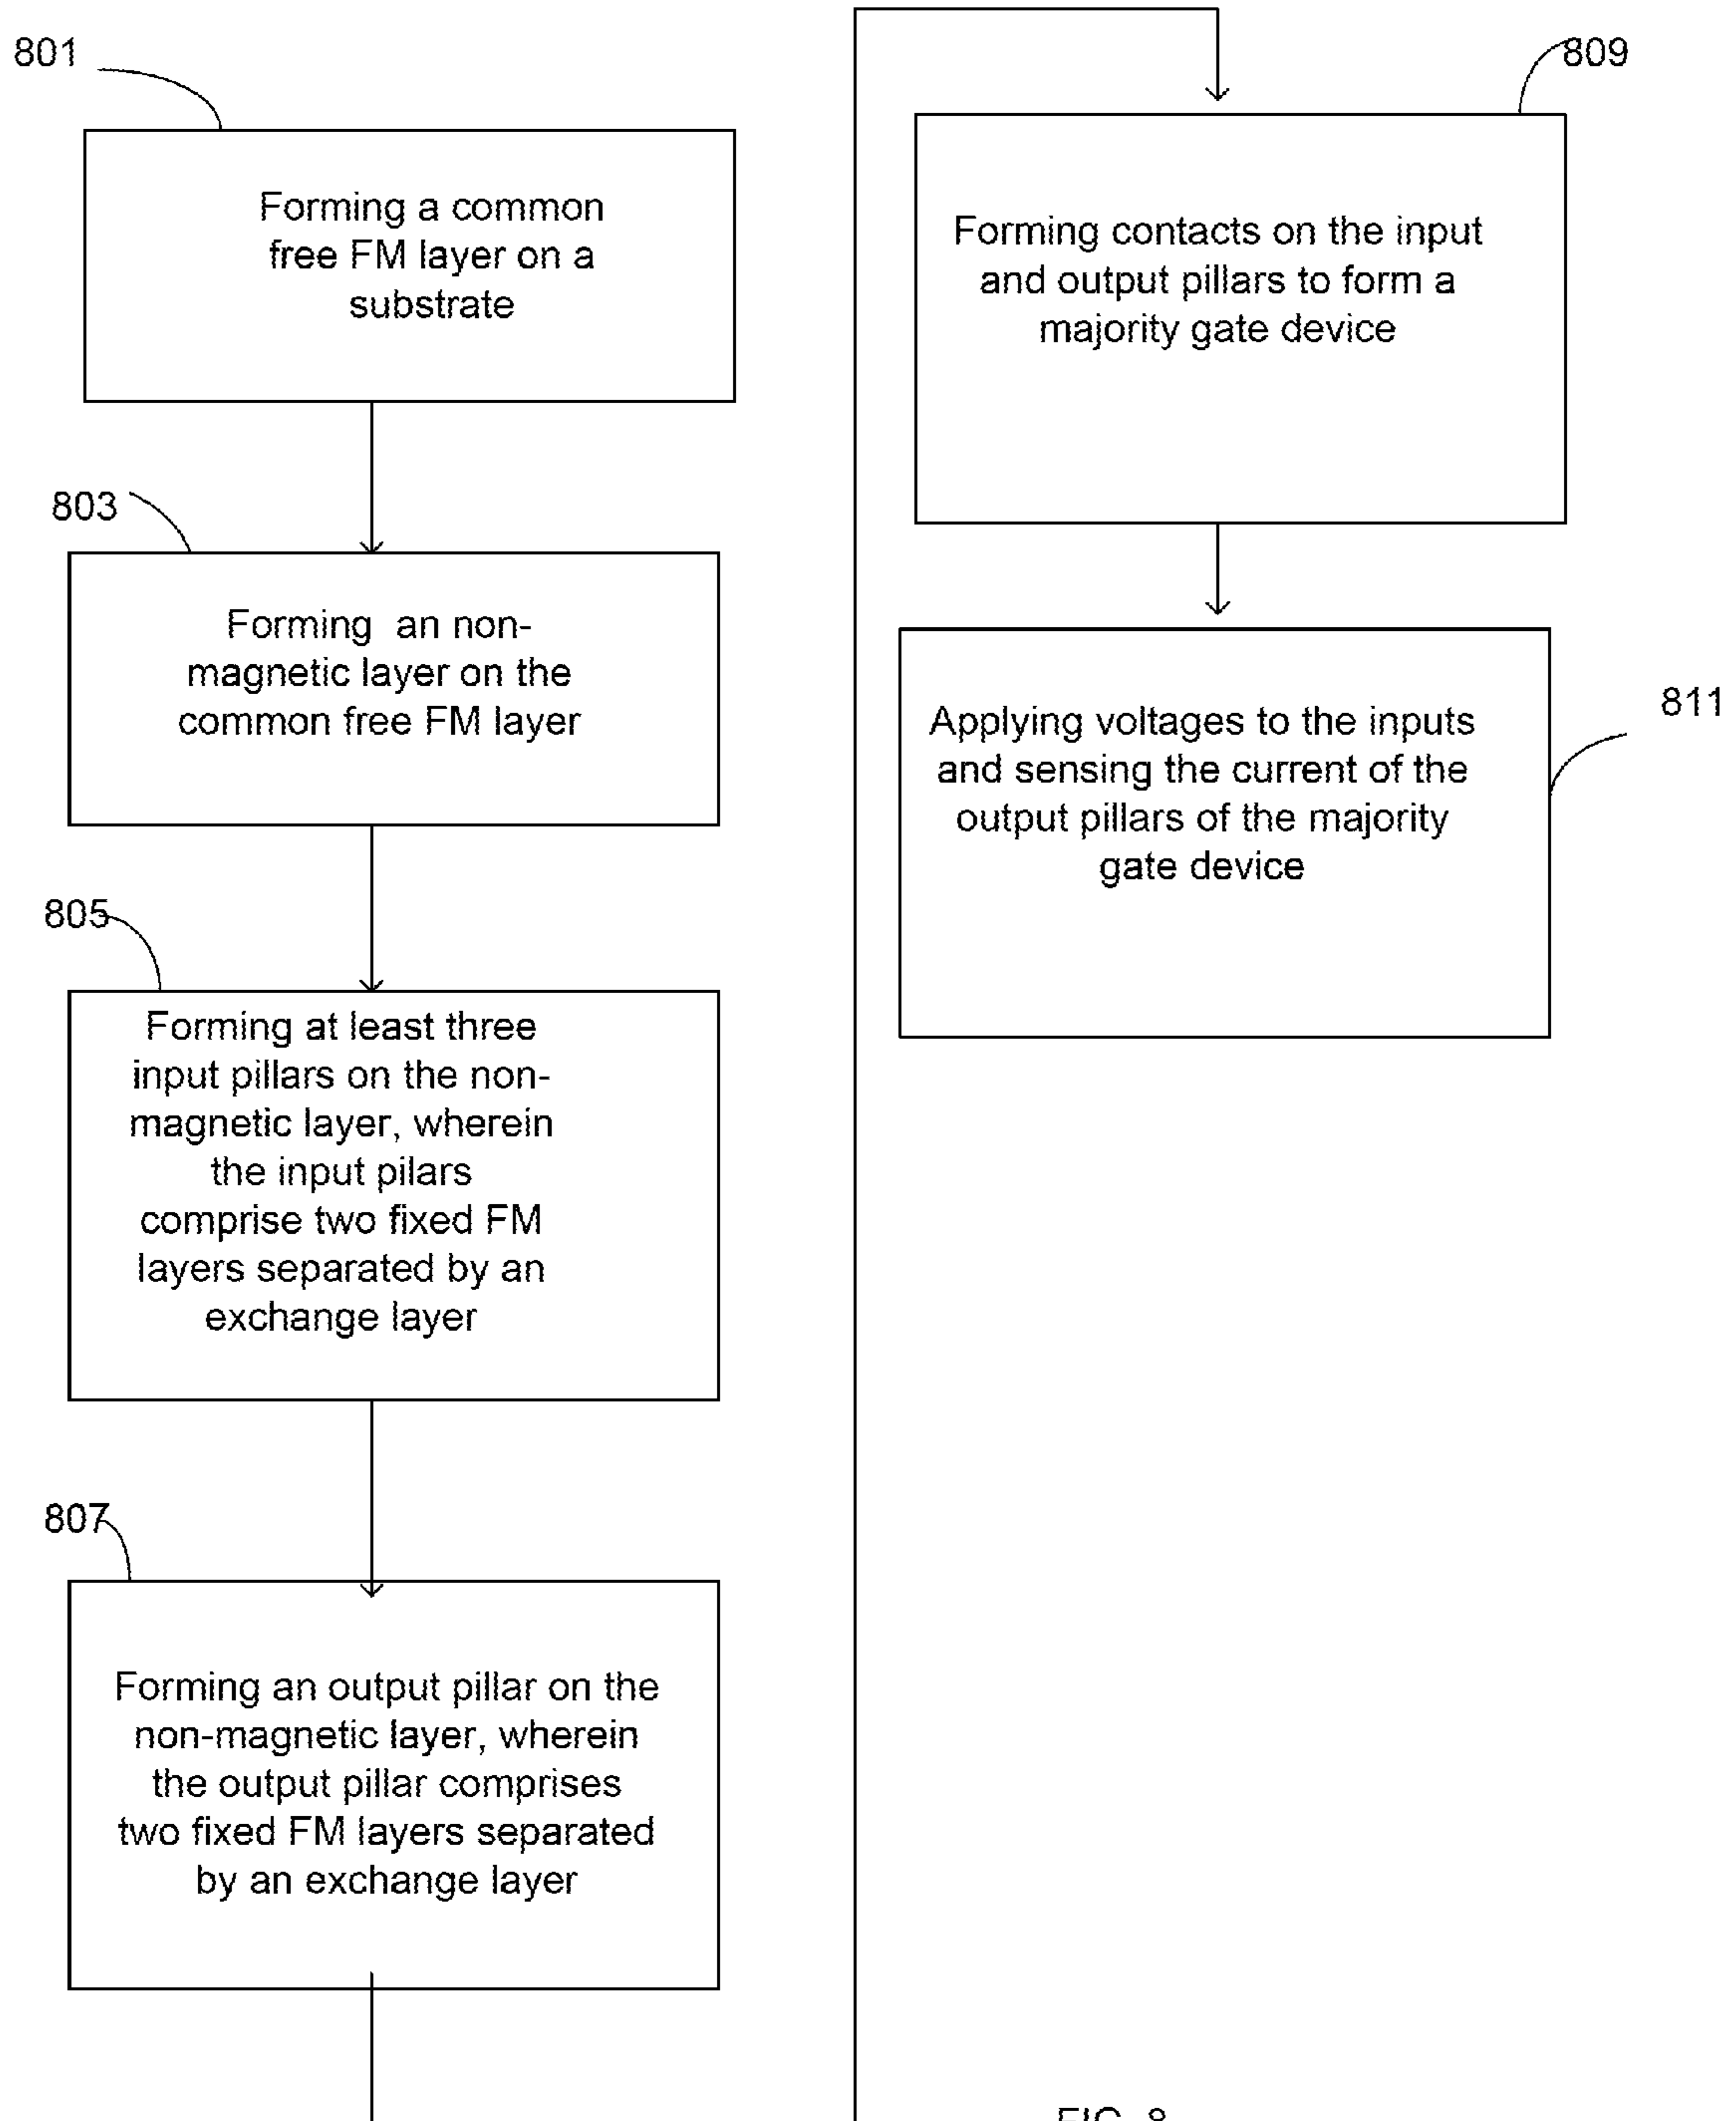 801
Forming a common
free FM layer on a
substrate
803
Forming an non-
magnetic layer on the
common free FM layer
805
Forming at least three
input pillars on the non-
magnetic layer, wherein
the input pilars
comprise two fixed FM
layers separated by an
exchange layer
807
Forming an output pillar on the
non-magnetic layer, wherein
the output pillar comprises
two fixed FM layers separated
by an exchange layer
809
Forming contacts on the input
and output pillars to form a
majority gate device
811
Applying voltages to the inputs
and sensing the current of the
output pillars of the majority
gate device
FIG. 8